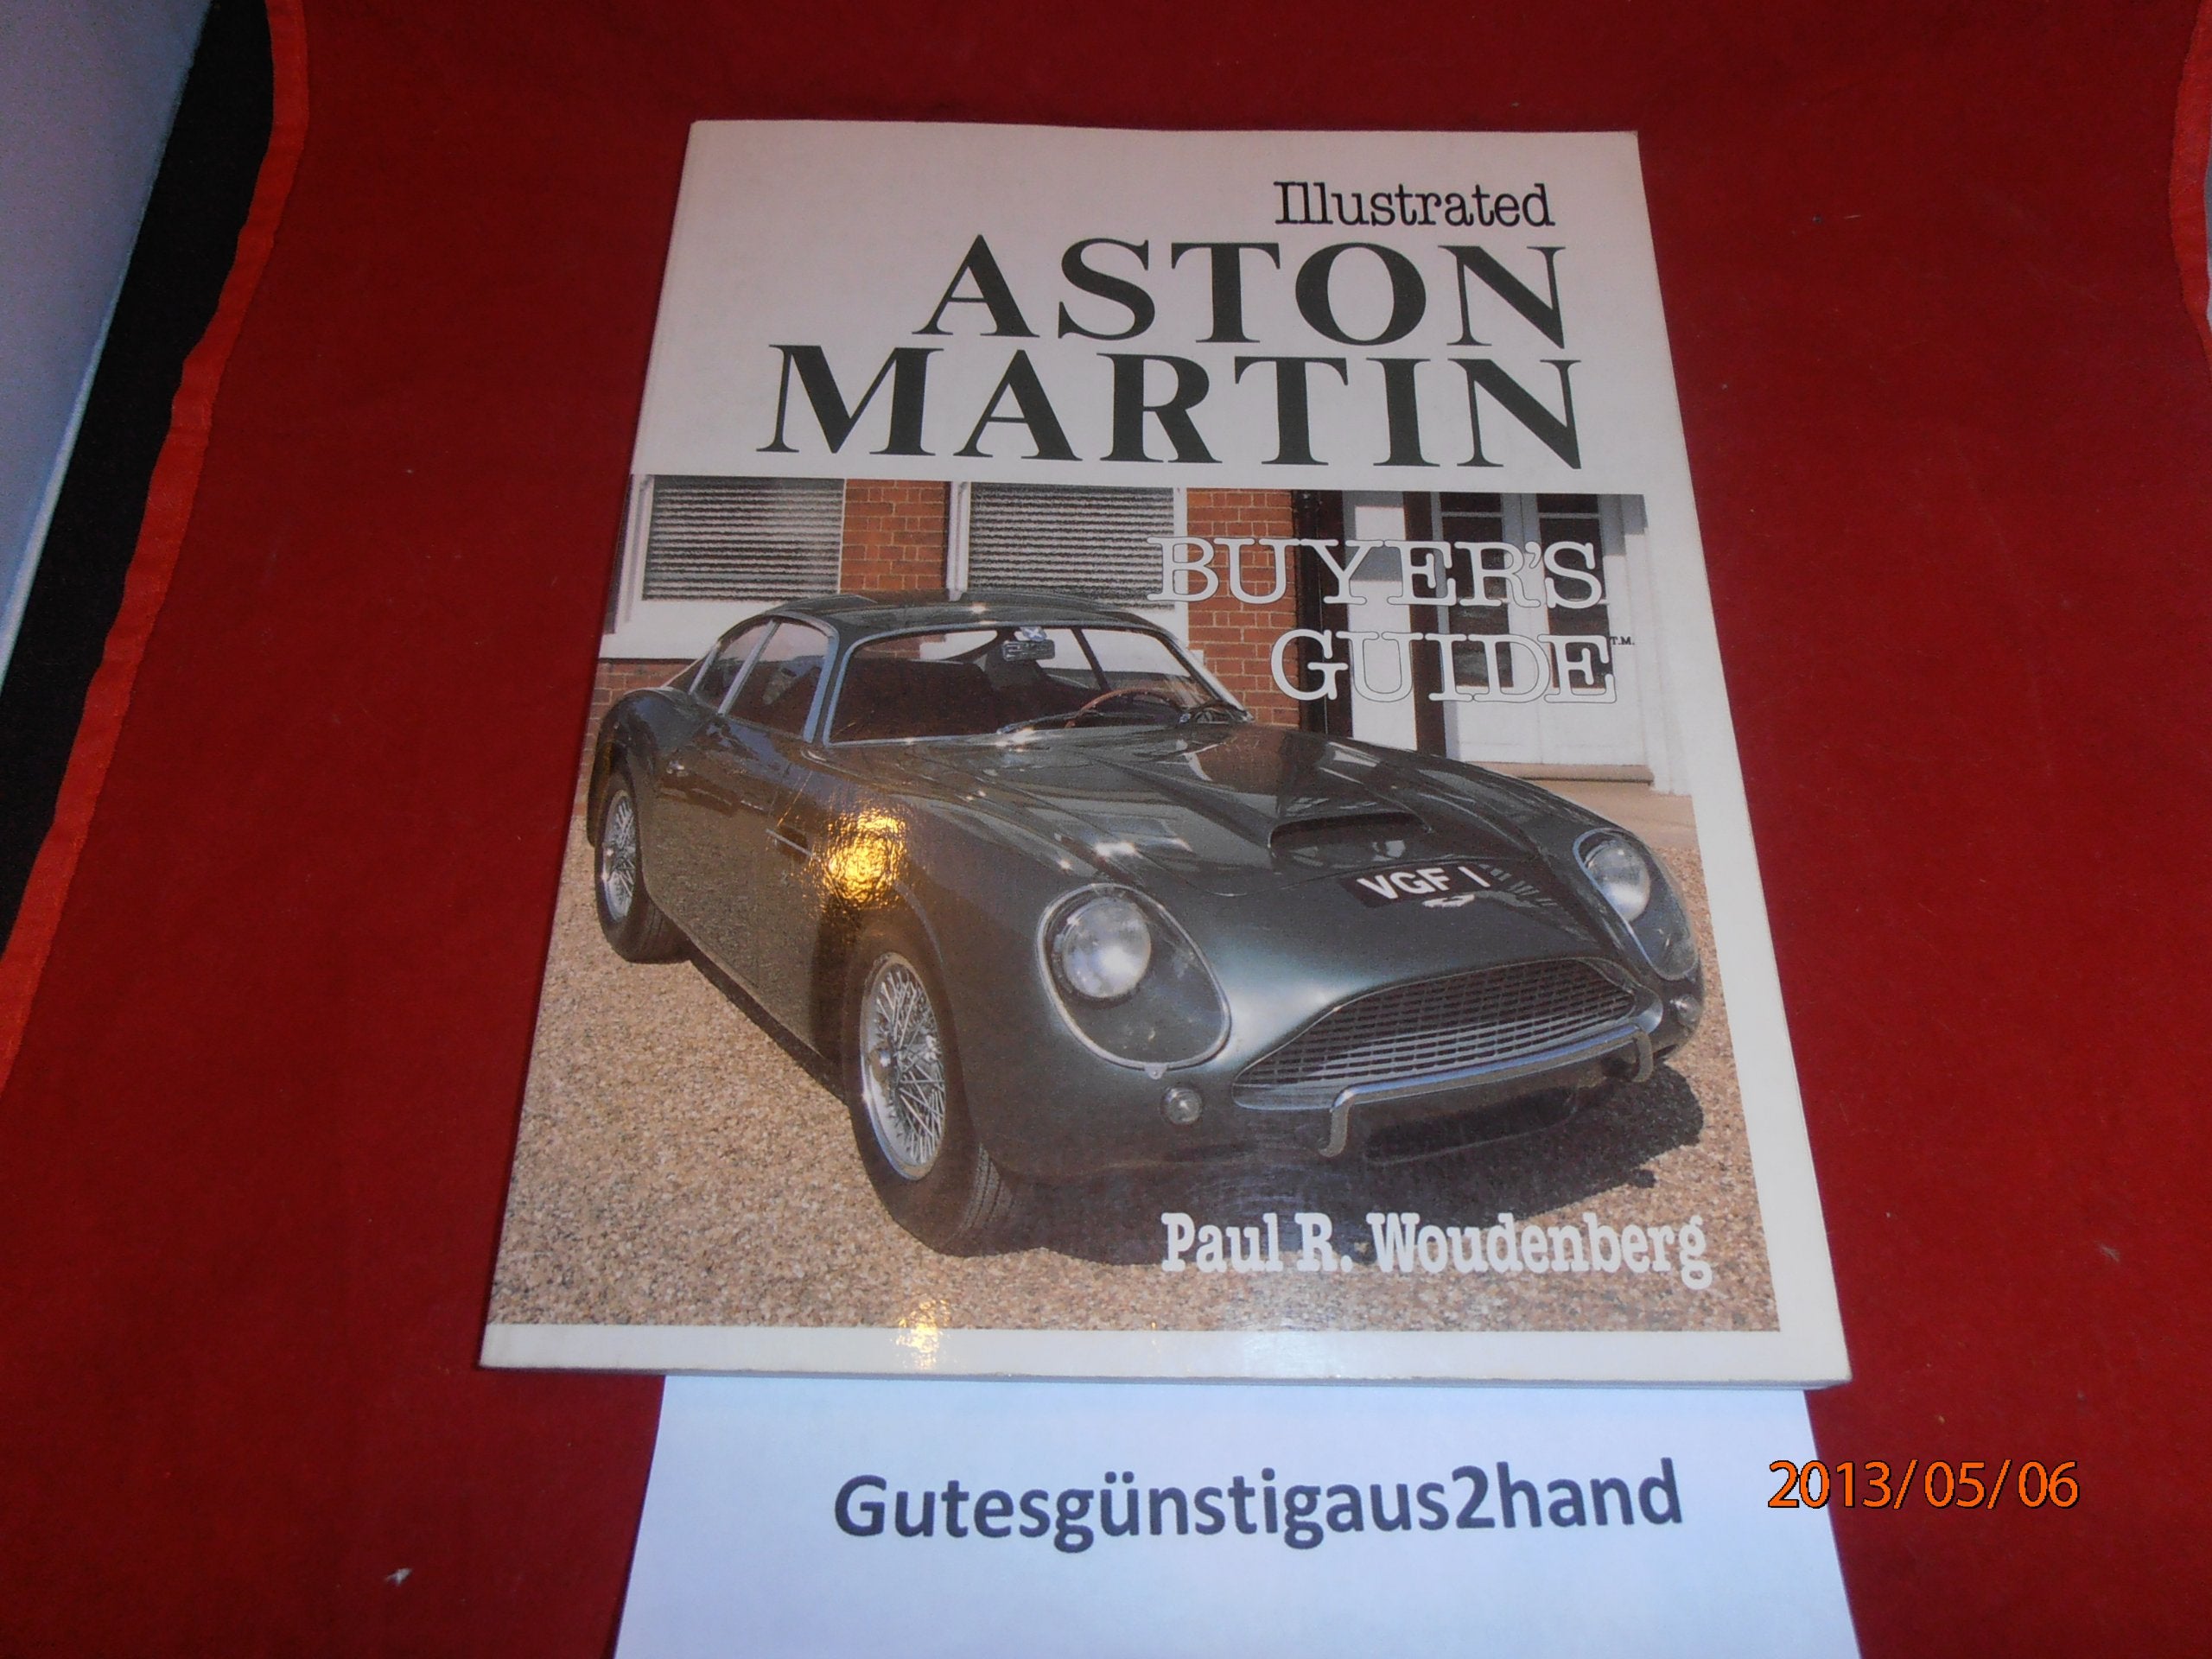 Illustrated
ASTON
MARTIN
BUYER'S
GUIDE T.M.
VGF 1
Paul R. Woudenberg
Gutesgünstigaus2hand
2013/05/06